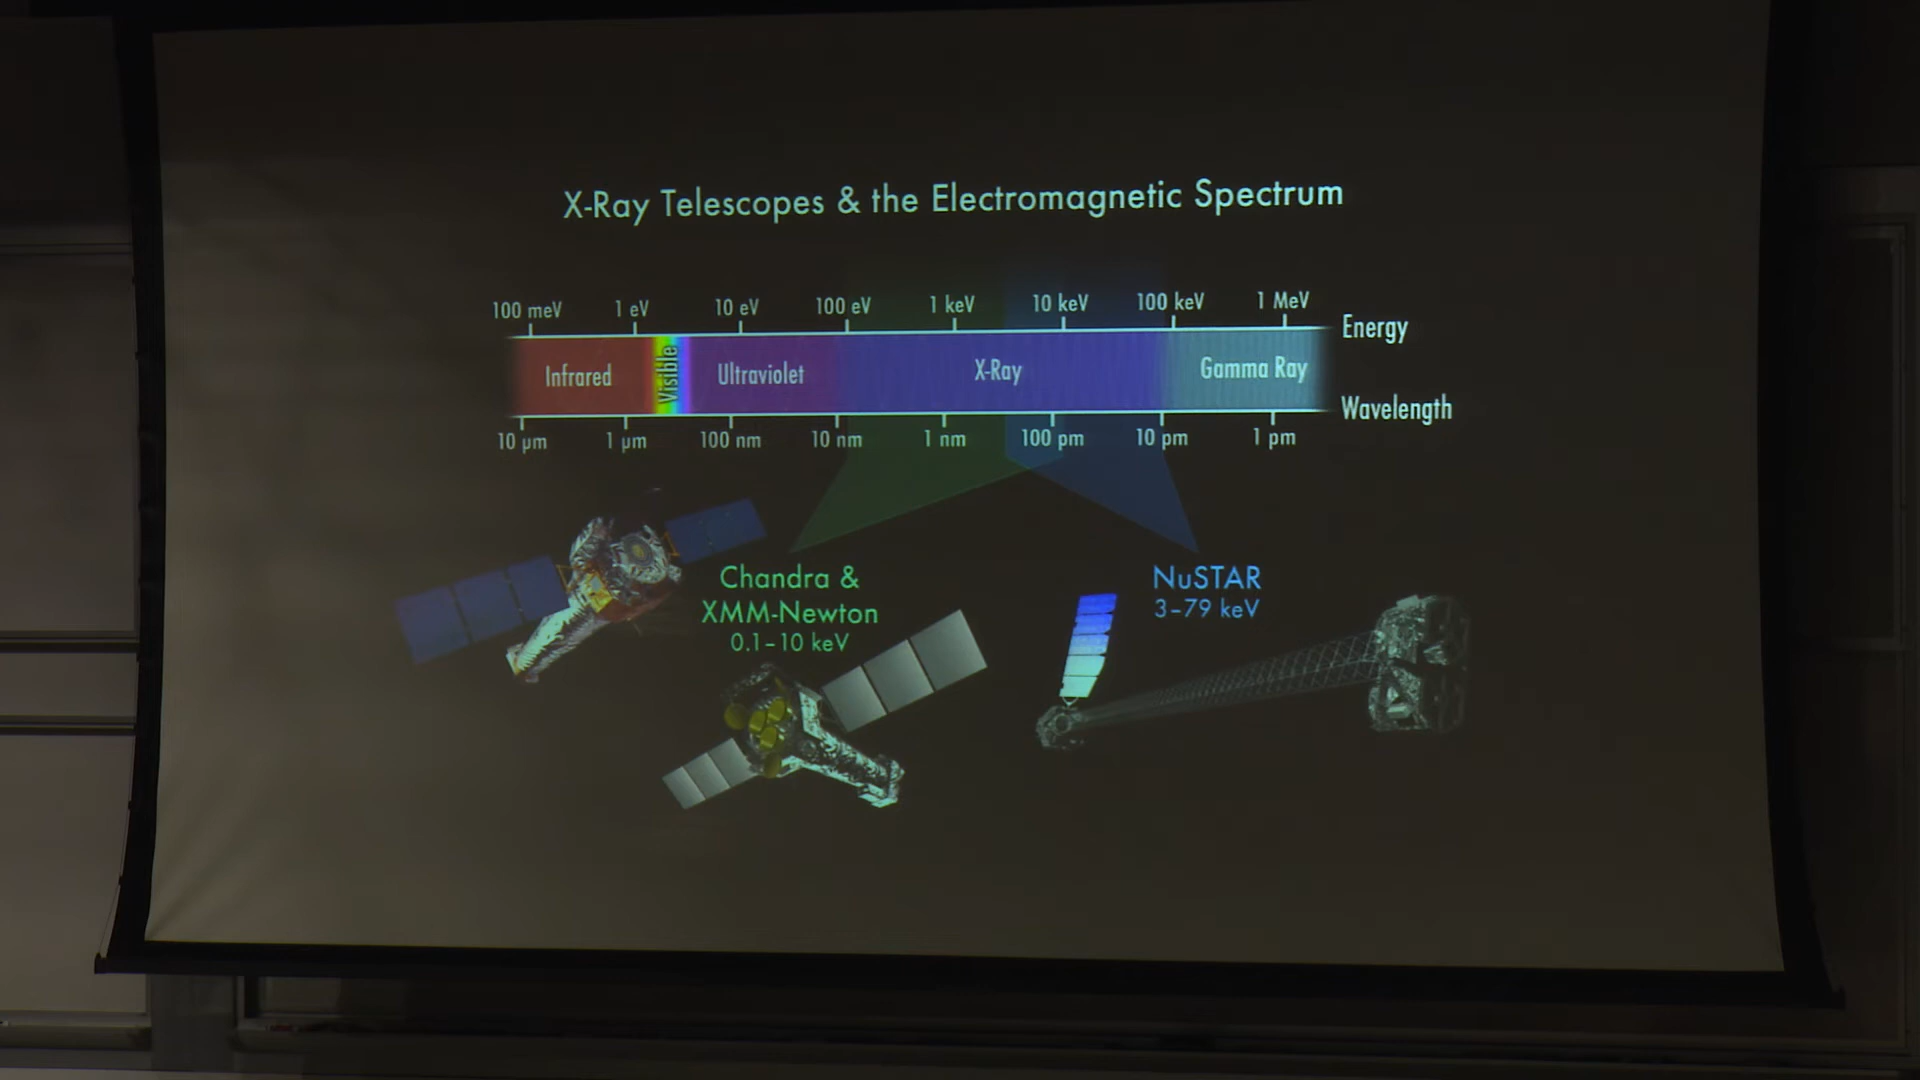 X-Ray Telescopes & the Electromagnetic Spectrum
100 meV 1 eV 10 eV 100 eV 1 keV 10 keV 100 keV 1 MeV
Energy
Infrared Visible Ultraviolet X-Ray Gamma Ray
Wavelength
10 µm 1 µm 100 nm 10 nm 1 nm 100 pm 10 pm 1 pm
Chandra &
XMM-Newton
0.1–10 keV
NuSTAR
3–79 keV